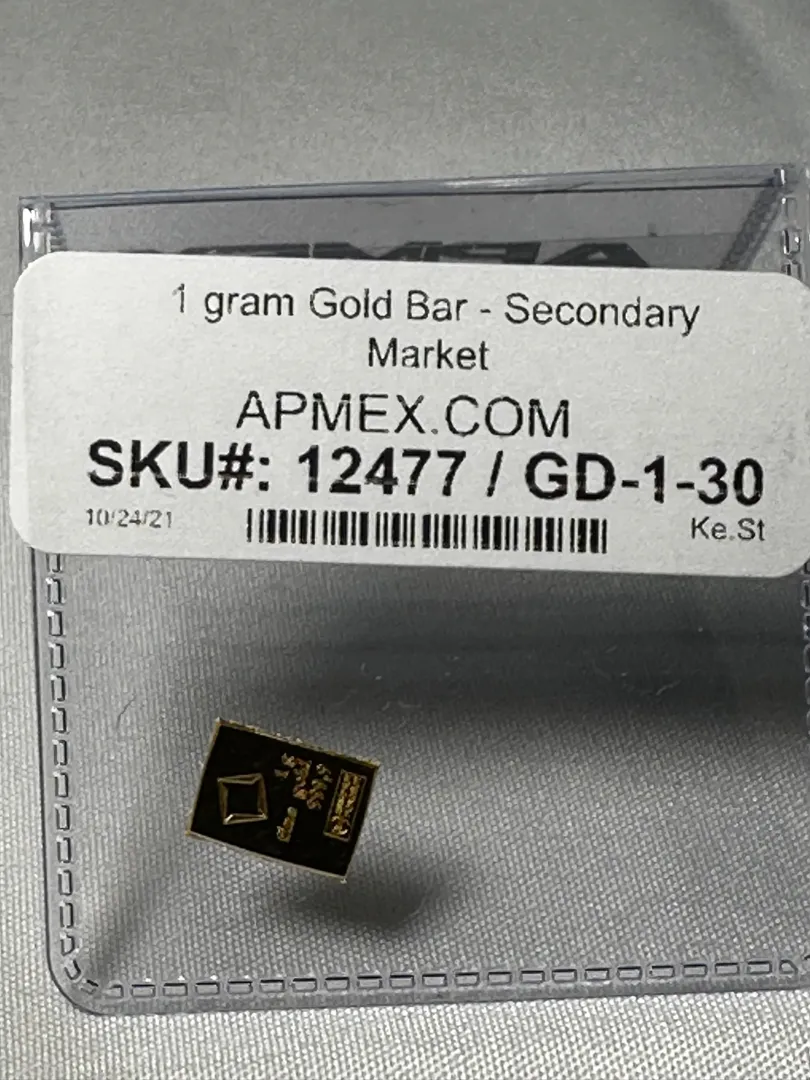 1 gram Gold Bar - Secondary
Market
APMEX.COM
SKU#: 12477 / GD-1-30
10/24/21
Ke.St